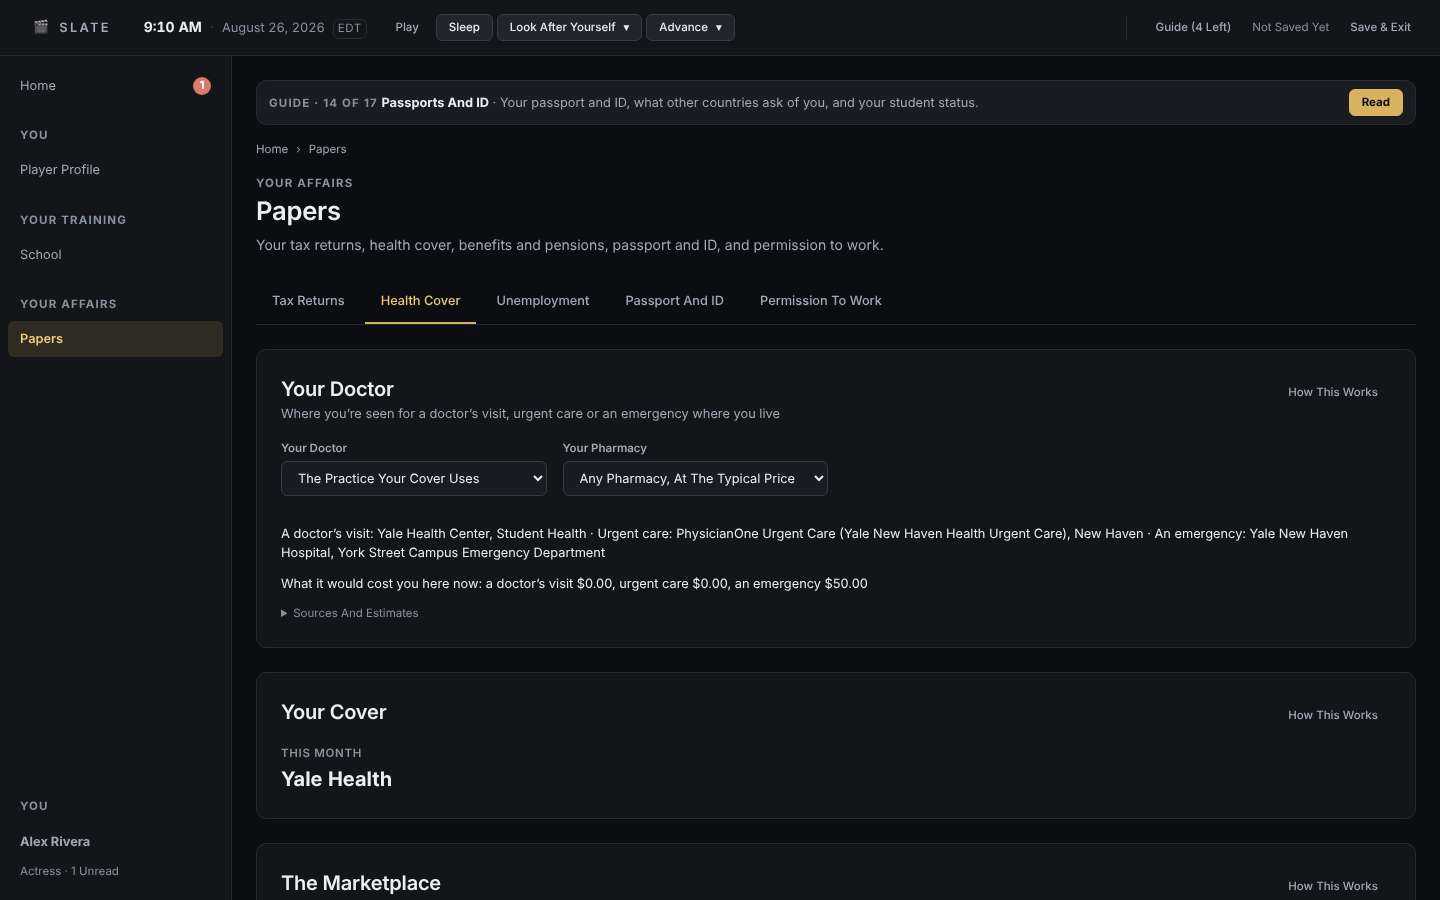 SLATE
9:10 AM · August 26, 2026 EDT
Play
Sleep
Look After Yourself ▾
Advance ▾
Guide (4 Left)
Not Saved Yet
Save & Exit
Home
1
YOU
Player Profile
YOUR TRAINING
School
YOUR AFFAIRS
Papers
YOU
Alex Rivera
Actress · 1 Unread
GUIDE · 14 OF 17 Passports And ID · Your passport and ID, what other countries ask of you, and your student status.
Read
Home › Papers
YOUR AFFAIRS
Papers
Your tax returns, health cover, benefits and pensions, passport and ID, and permission to work.
Tax Returns
Health Cover
Unemployment
Passport And ID
Permission To Work
Your Doctor
How This Works
Where you’re seen for a doctor’s visit, urgent care or an emergency where you live
Your Doctor
The Practice Your Cover Uses
Your Pharmacy
Any Pharmacy, At The Typical Price
A doctor’s visit: Yale Health Center, Student Health · Urgent care: PhysicianOne Urgent Care (Yale New Haven Health Urgent Care), New Haven · An emergency: Yale New Haven
Hospital, York Street Campus Emergency Department
What it would cost you here now: a doctor’s visit $0.00, urgent care $0.00, an emergency $50.00
▶ Sources And Estimates
Your Cover
How This Works
THIS MONTH
Yale Health
The Marketplace
How This Works